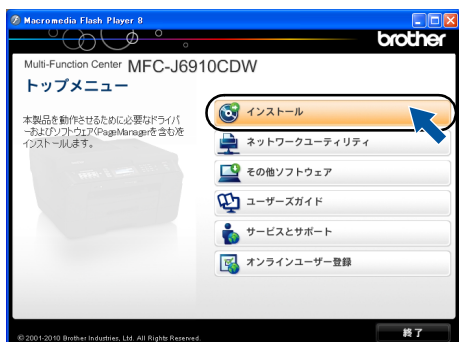 Macromedia Flash Player 8
brother
Multi-Function Center MFC-J6910CDW
トップメニュー
本製品を動作させるために必要なドライバ
ーおよびソフトウェア(PageManagerを含む)を
インストールします。
インストール
ネットワークユーティリティ
その他ソフトウェア
ユーザーズガイド
サービスとサポート
オンラインユーザー登録
© 2001-2010 Brother Industries, Ltd. All Rights Reserved.
終了